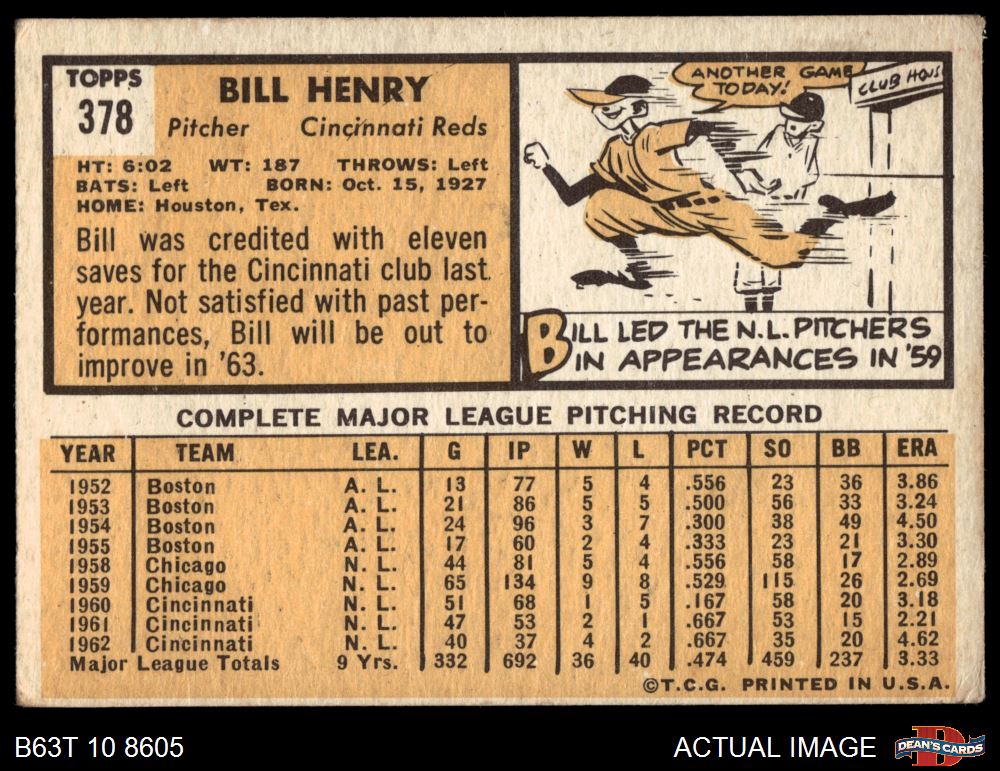 TOPPS
378
BILL HENRY
Pitcher Cincinnati Reds
HT: 6:02 WT: 187 THROWS: Left
BATS: Left BORN: Oct. 15, 1927
HOME: Houston, Tex.
Bill was credited with eleven
saves for the Cincinnati club last
year. Not satisfied with past per-
formances, Bill will be out to
improve in '63.
ANOTHER GAME
TODAY!
CLUB HOUS
BILL LED THE N.L. PITCHERS
IN APPEARANCES IN '59
COMPLETE MAJOR LEAGUE PITCHING RECORD
YEAR TEAM LEA. G IP W L PCT SO BB ERA
1952 Boston A. L. 13 77 5 4 .556 23 36 3.86
1953 Boston A. L. 21 86 5 5 .500 56 33 3.24
1954 Boston A. L. 24 96 3 7 .300 38 49 4.50
1955 Boston A. L. 17 60 2 4 .333 23 21 3.30
1958 Chicago N. L. 44 81 5 4 .556 58 17 2.89
1959 Chicago N. L. 65 134 9 8 .529 115 26 2.69
1960 Cincinnati N. L. 51 68 1 5 .167 58 20 3.18
1961 Cincinnati N. L. 47 53 2 1 .667 53 15 2.21
1962 Cincinnati N. L. 40 37 4 2 .667 35 20 4.62
Major League Totals 9 Yrs. 332 692 36 40 .474 459 237 3.33
©T.C.G. PRINTED IN U.S.A.
B63T 10 8605 ACTUAL IMAGE
DEAN'S CARDS